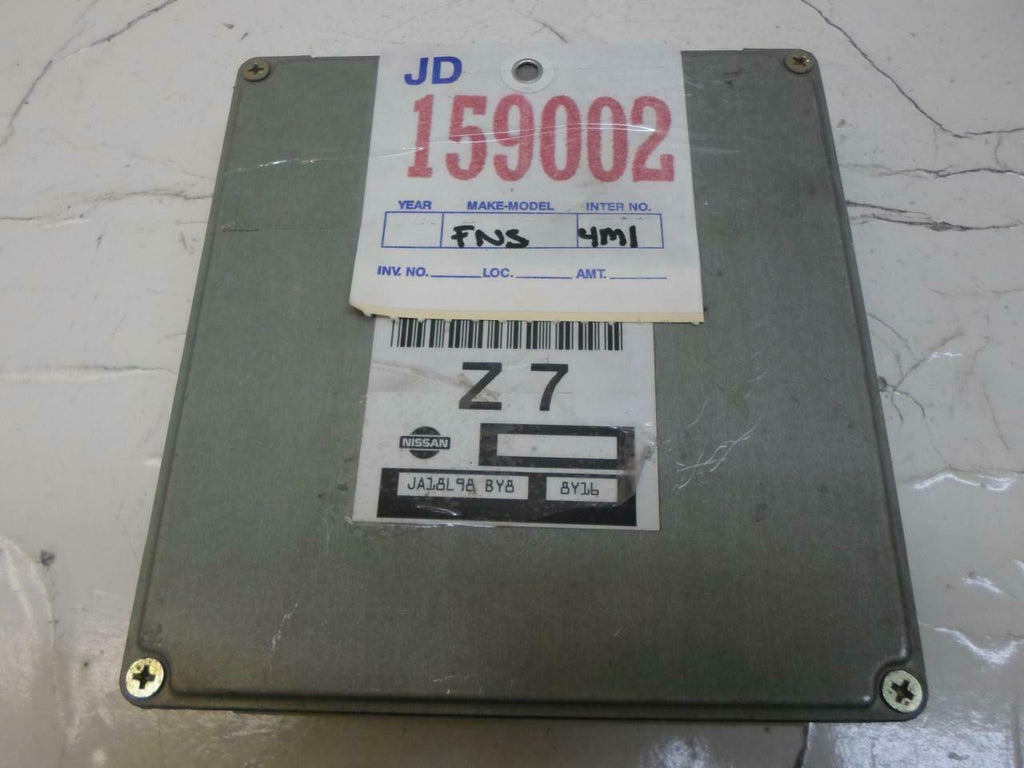 JD
159002
YEAR MAKE-MODEL INTER NO.
FNS 4M1
INV. NO. LOC. AMT.
Z 7
NISSAN
JA18L98 BY8 8Y16